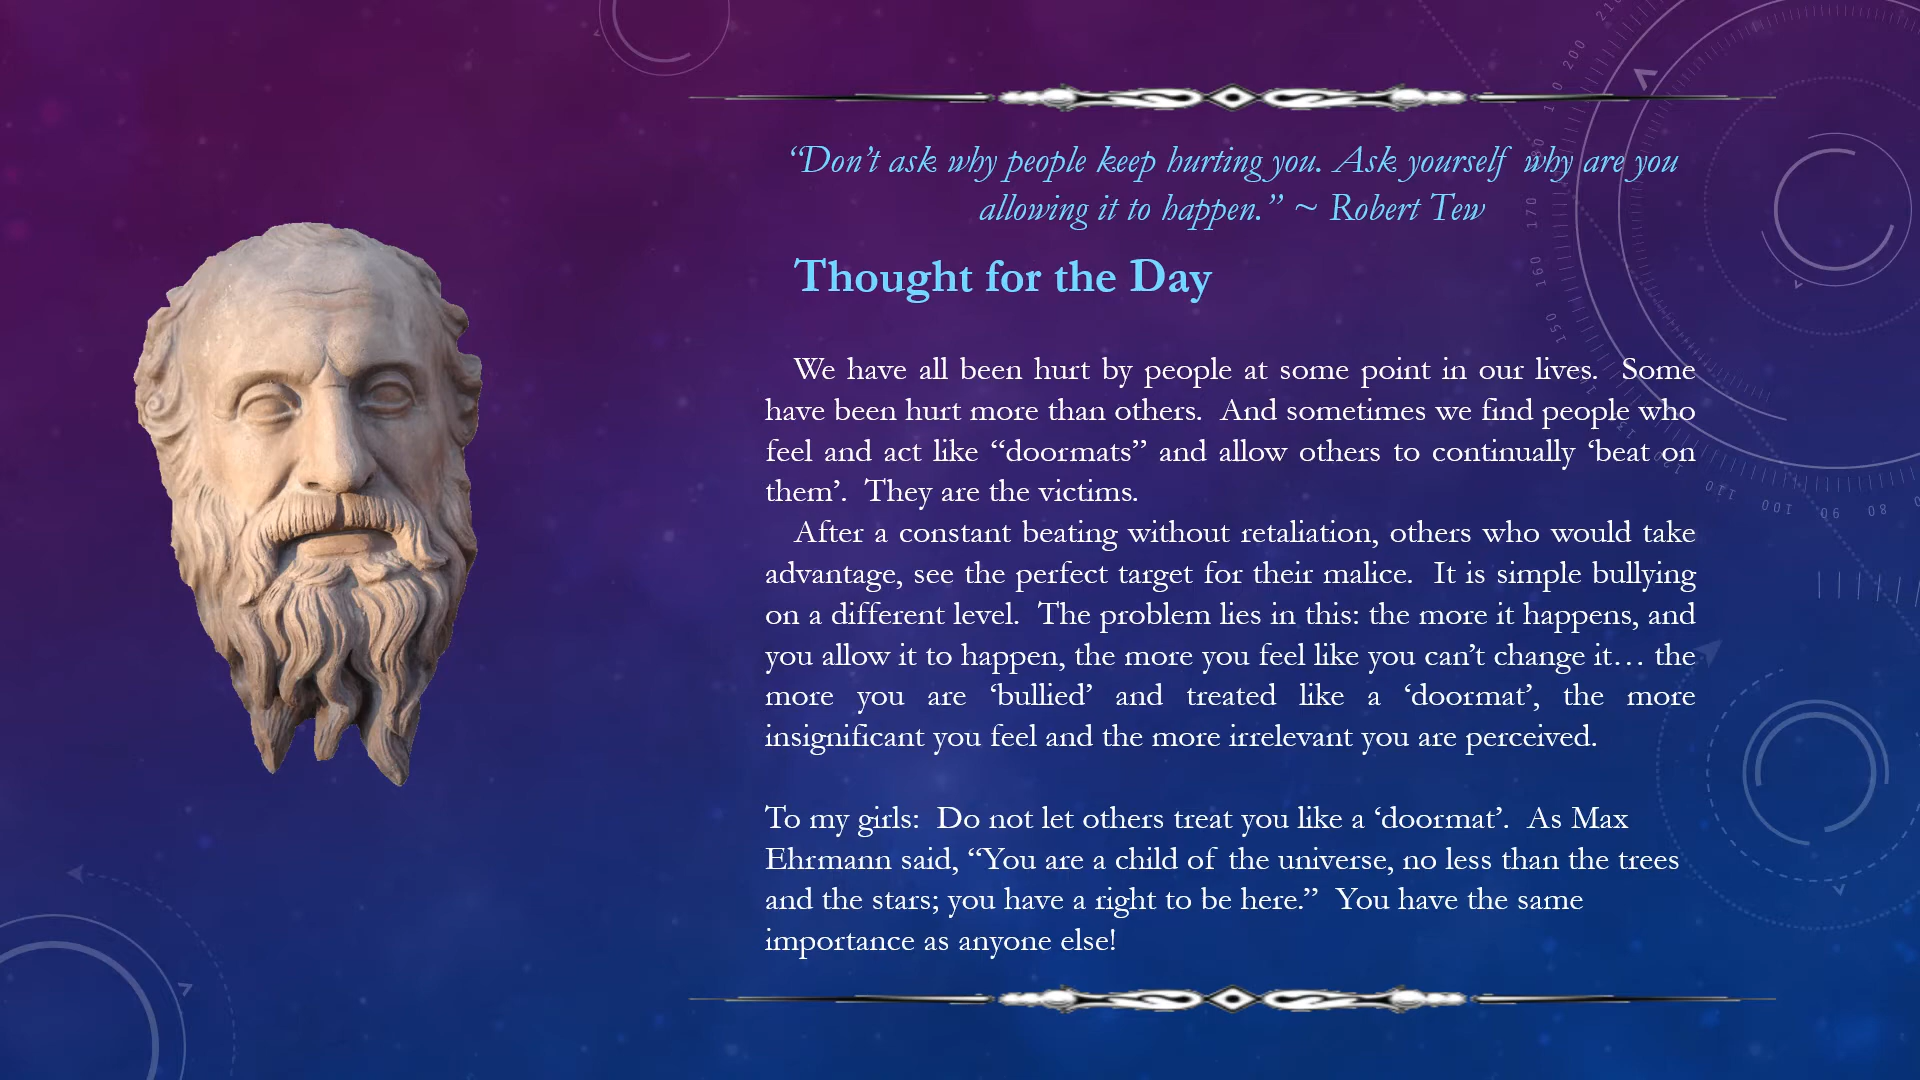 “Don’t ask why people keep hurting you. Ask yourself why are you
allowing it to happen.” ~ Robert Tew
Thought for the Day
We have all been hurt by people at some point in our lives.  Some
have been hurt more than others.  And sometimes we find people who
feel and act like “doormats” and allow others to continually ‘beat on
them’.  They are the victims.
After a constant beating without retaliation, others who would take
advantage, see the perfect target for their malice.  It is simple bullying
on a different level.  The problem lies in this: the more it happens, and
you allow it to happen, the more you feel like you can’t change it… the
more you are ‘bullied’ and treated like a ‘doormat’, the more
insignificant you feel and the more irrelevant you are perceived.
To my girls:  Do not let others treat you like a ‘doormat’.  As Max
Ehrmann said, “You are a child of the universe, no less than the trees
and the stars; you have a right to be here.”  You have the same
importance as anyone else!
210
200
170
160
150
110
100
90
80